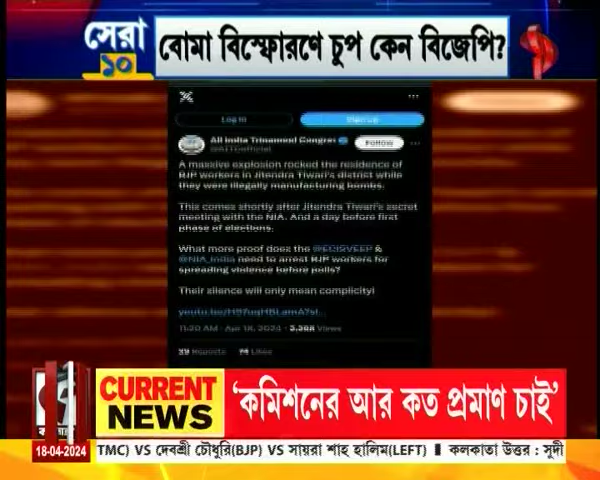 সেরা
১০
বোমা বিস্ফোরণে চুপ কেন বিজেপি?
Log in
Sign up
All India Trinamool Congress
@AITCofficial
Follow
A massive explosion rocked the residence of
BJP workers in Jitendra Tiwari's district while
they were illegally manufacturing bombs.
This comes shortly after Jitendra Tiwari's secret
meeting with the NIA. And a day before first
phase of elections.
What more proof does the @ECISVEEP &
@NIA_India need to arrest BJP workers for
spreading violence before polls?
Their silence will only mean complicity!
11:20 AM · Apr 18, 2024 · Views
Reposts Likes
CURRENT
NEWS
'কমিশনের আর কত প্রমাণ চাই'
18-04-2024
TMC) VS দেবশ্রী চৌধুরি(BJP) VS সায়রা শাহ হালিম(LEFT) ▮ কলকাতা উত্তর : সুদী